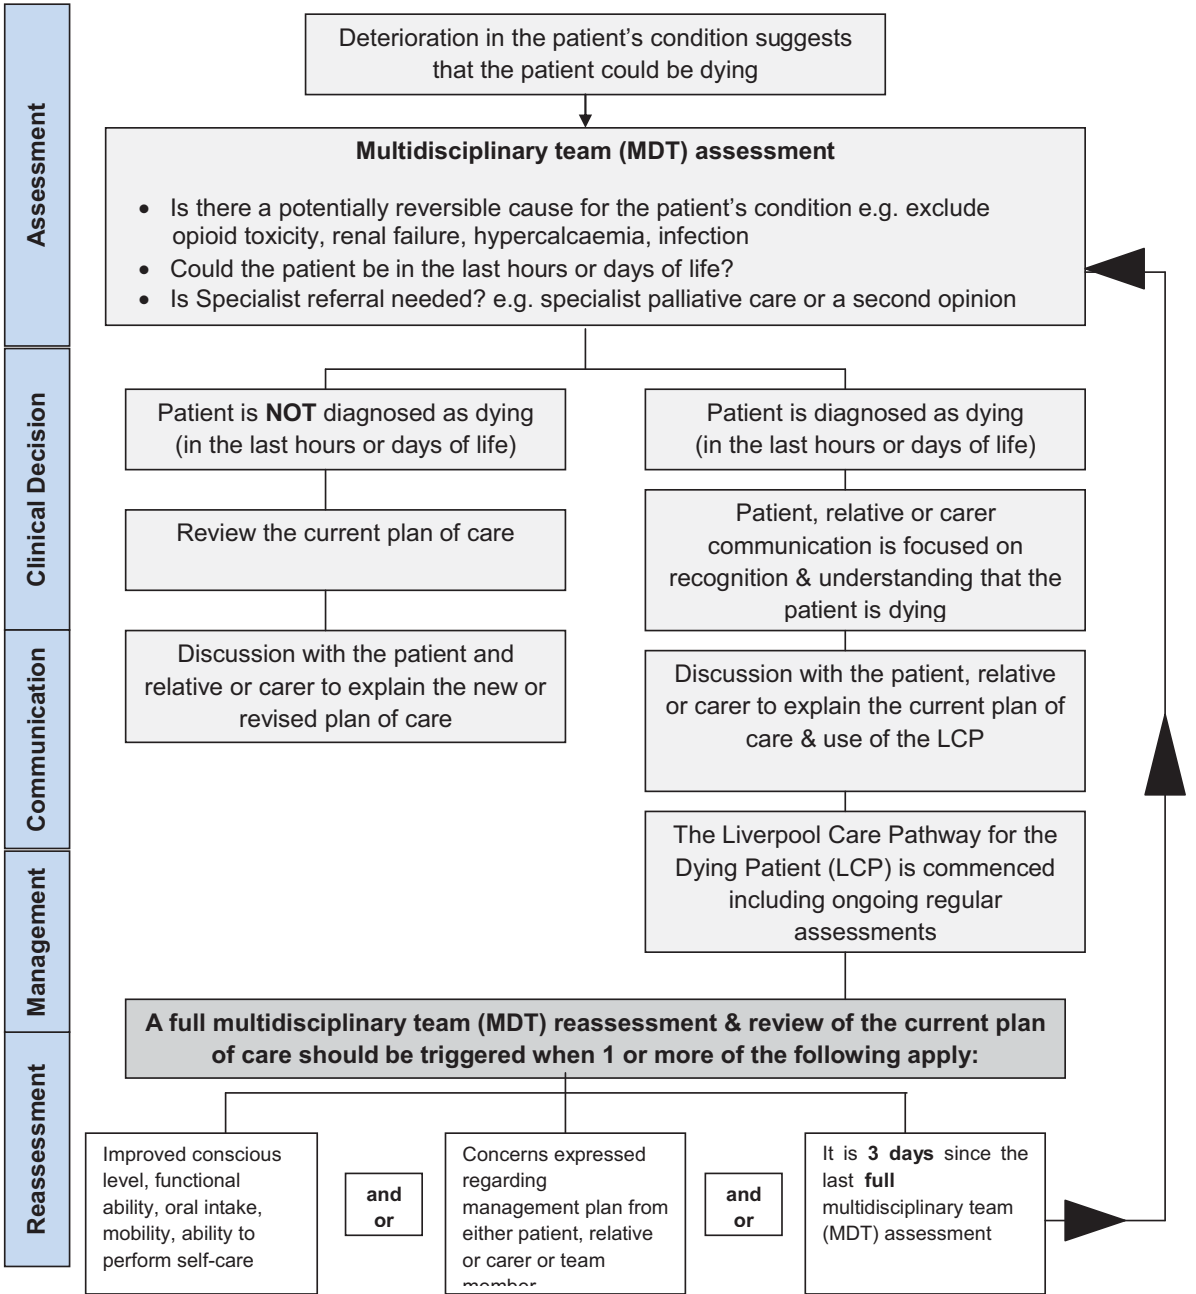 Assessment
Deterioration in the patient's condition suggests
that the patient could be dying
Multidisciplinary team (MDT) assessment
• Is there a potentially reversible cause for the patient's condition e.g. exclude
opioid toxicity, renal failure, hypercalcaemia, infection
• Could the patient be in the last hours or days of life?
• Is Specialist referral needed? e.g. specialist palliative care or a second opinion
Clinical Decision
Patient is NOT diagnosed as dying
(in the last hours or days of life)
Review the current plan of care
Patient is diagnosed as dying
(in the last hours or days of life)
Patient, relative or carer
communication is focused on
recognition & understanding that the
patient is dying
Communication
Discussion with the patient and
relative or carer to explain the new or
revised plan of care
Discussion with the patient, relative
or carer to explain the current plan of
care & use of the LCP
Management
The Liverpool Care Pathway for the
Dying Patient (LCP) is commenced
including ongoing regular
assessments
Reassessment
A full multidisciplinary team (MDT) reassessment & review of the current plan
of care should be triggered when 1 or more of the following apply:
Improved conscious
level, functional
ability, oral intake,
mobility, ability to
perform self-care
and
or
Concerns expressed
regarding
management plan from
either patient, relative
or carer or team
member
and
or
It is 3 days since the
last full
multidisciplinary team
(MDT) assessment